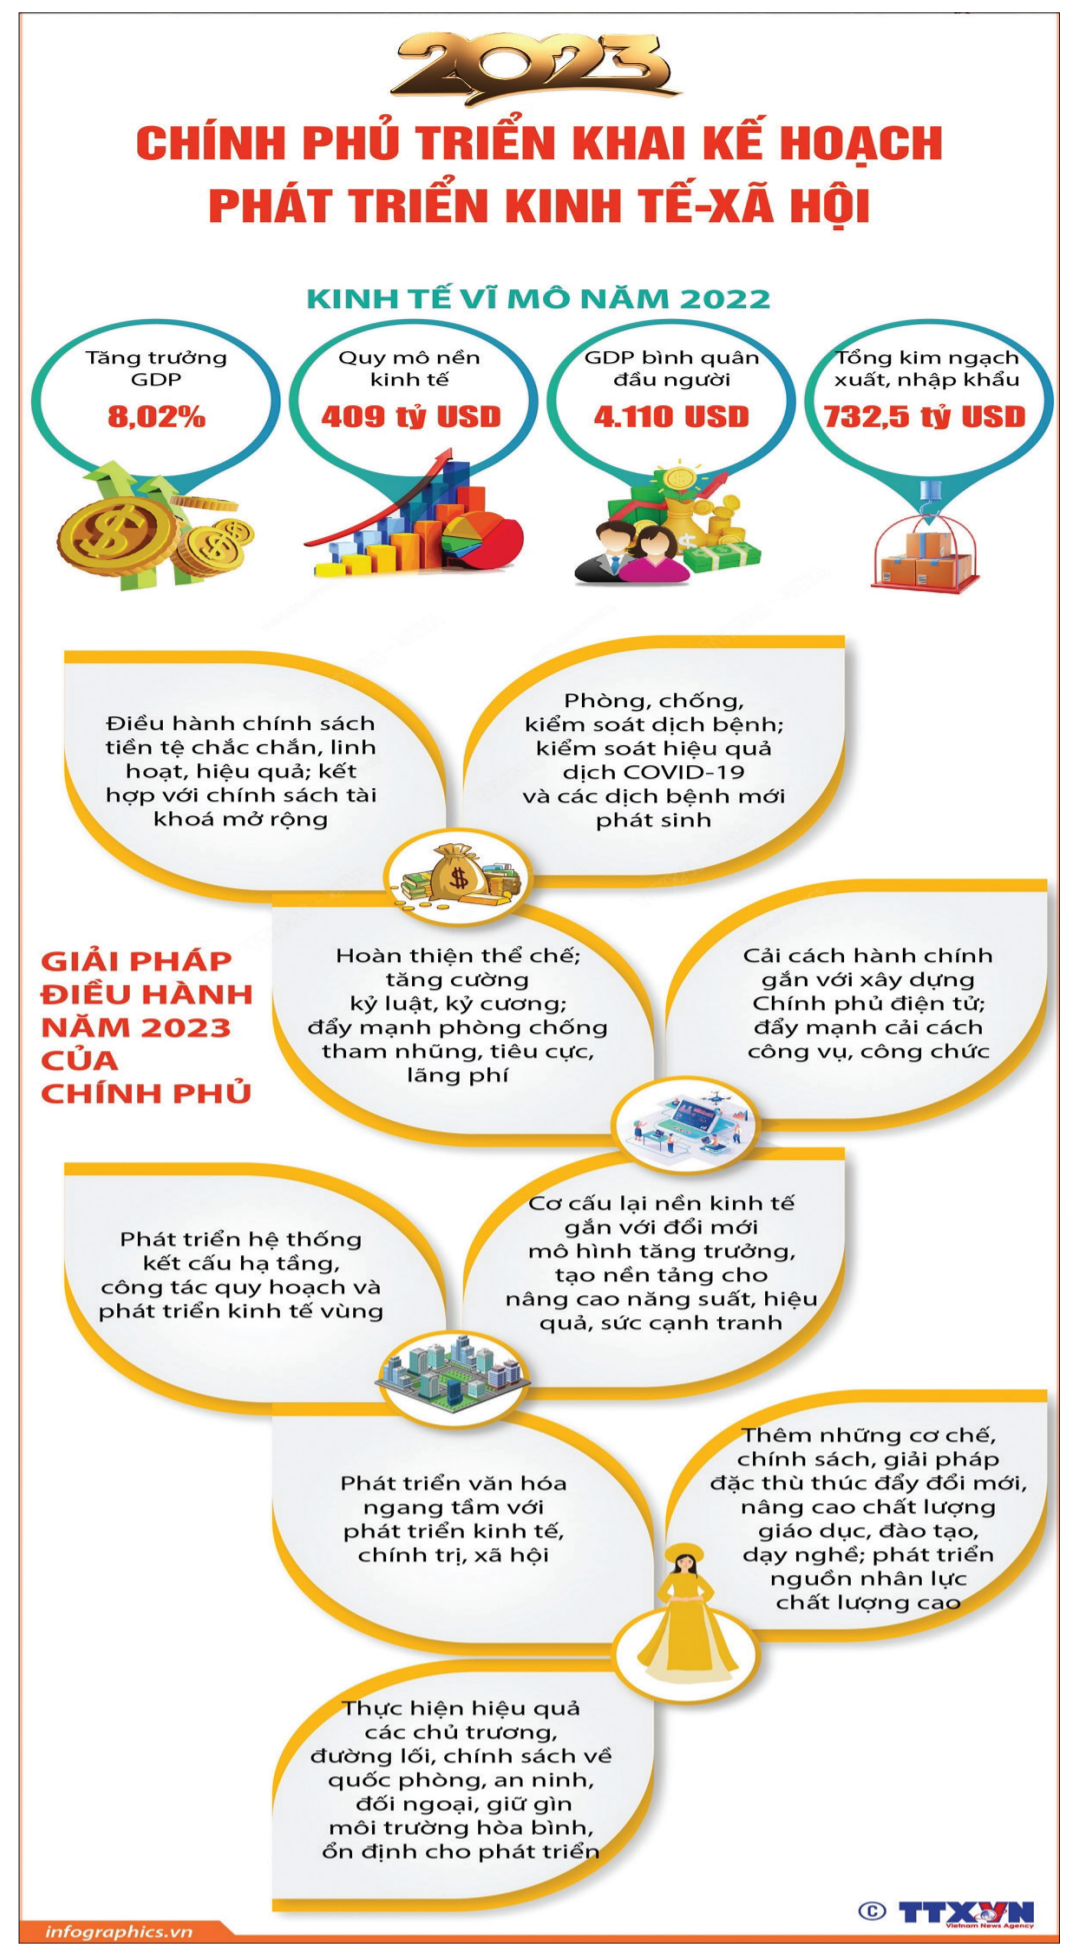 2023
CHÍNH PHỦ TRIỂN KHAI KẾ HOẠCH
PHÁT TRIỂN KINH TẾ-XÃ HỘI
KINH TẾ VĨ MÔ NĂM 2022
Tăng trưởng
GDP
8,02%
Quy mô nền
kinh tế
409 tỷ USD
GDP bình quân
đầu người
4.110 USD
Tổng kim ngạch
xuất, nhập khẩu
732,5 tỷ USD
Điều hành chính sách
tiền tệ chắc chắn, linh
hoạt, hiệu quả; kết
hợp với chính sách tài
khoá mở rộng
Phòng, chống,
kiểm soát dịch bệnh;
kiểm soát hiệu quả
dịch COVID-19
và các dịch bệnh mới
phát sinh
GIẢI PHÁP
ĐIỀU HÀNH
NĂM 2023
CỦA
CHÍNH PHỦ
Hoàn thiện thể chế;
tăng cường
kỷ luật, kỷ cương;
đẩy mạnh phòng chống
tham nhũng, tiêu cực,
lãng phí
Cải cách hành chính
gắn với xây dựng
Chính phủ điện tử;
đẩy mạnh cải cách
công vụ, công chức
Phát triển hệ thống
kết cấu hạ tầng,
công tác quy hoạch và
phát triển kinh tế vùng
Cơ cấu lại nền kinh tế
gắn với đổi mới
mô hình tăng trưởng,
tạo nền tảng cho
nâng cao năng suất, hiệu
quả, sức cạnh tranh
Phát triển văn hóa
ngang tầm với
phát triển kinh tế,
chính trị, xã hội
Thêm những cơ chế,
chính sách, giải pháp
đặc thù thúc đẩy đổi mới,
nâng cao chất lượng
giáo dục, đào tạo,
dạy nghề; phát triển
nguồn nhân lực
chất lượng cao
Thực hiện hiệu quả
các chủ trương,
đường lối, chính sách về
quốc phòng, an ninh,
đối ngoại, giữ gìn
môi trường hòa bình,
ổn định cho phát triển
infographics.vn
© TTXVN
Vietnam News Agency